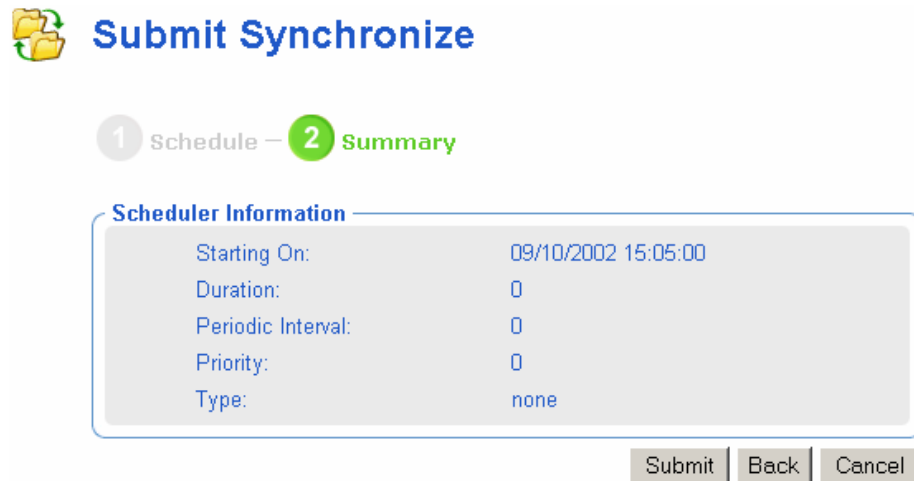 Submit Synchronize
1 Schedule – 2 Summary
Scheduler Information
Starting On: 09/10/2002 15:05:00
Duration: 0
Periodic Interval: 0
Priority: 0
Type: none
Submit Back Cancel